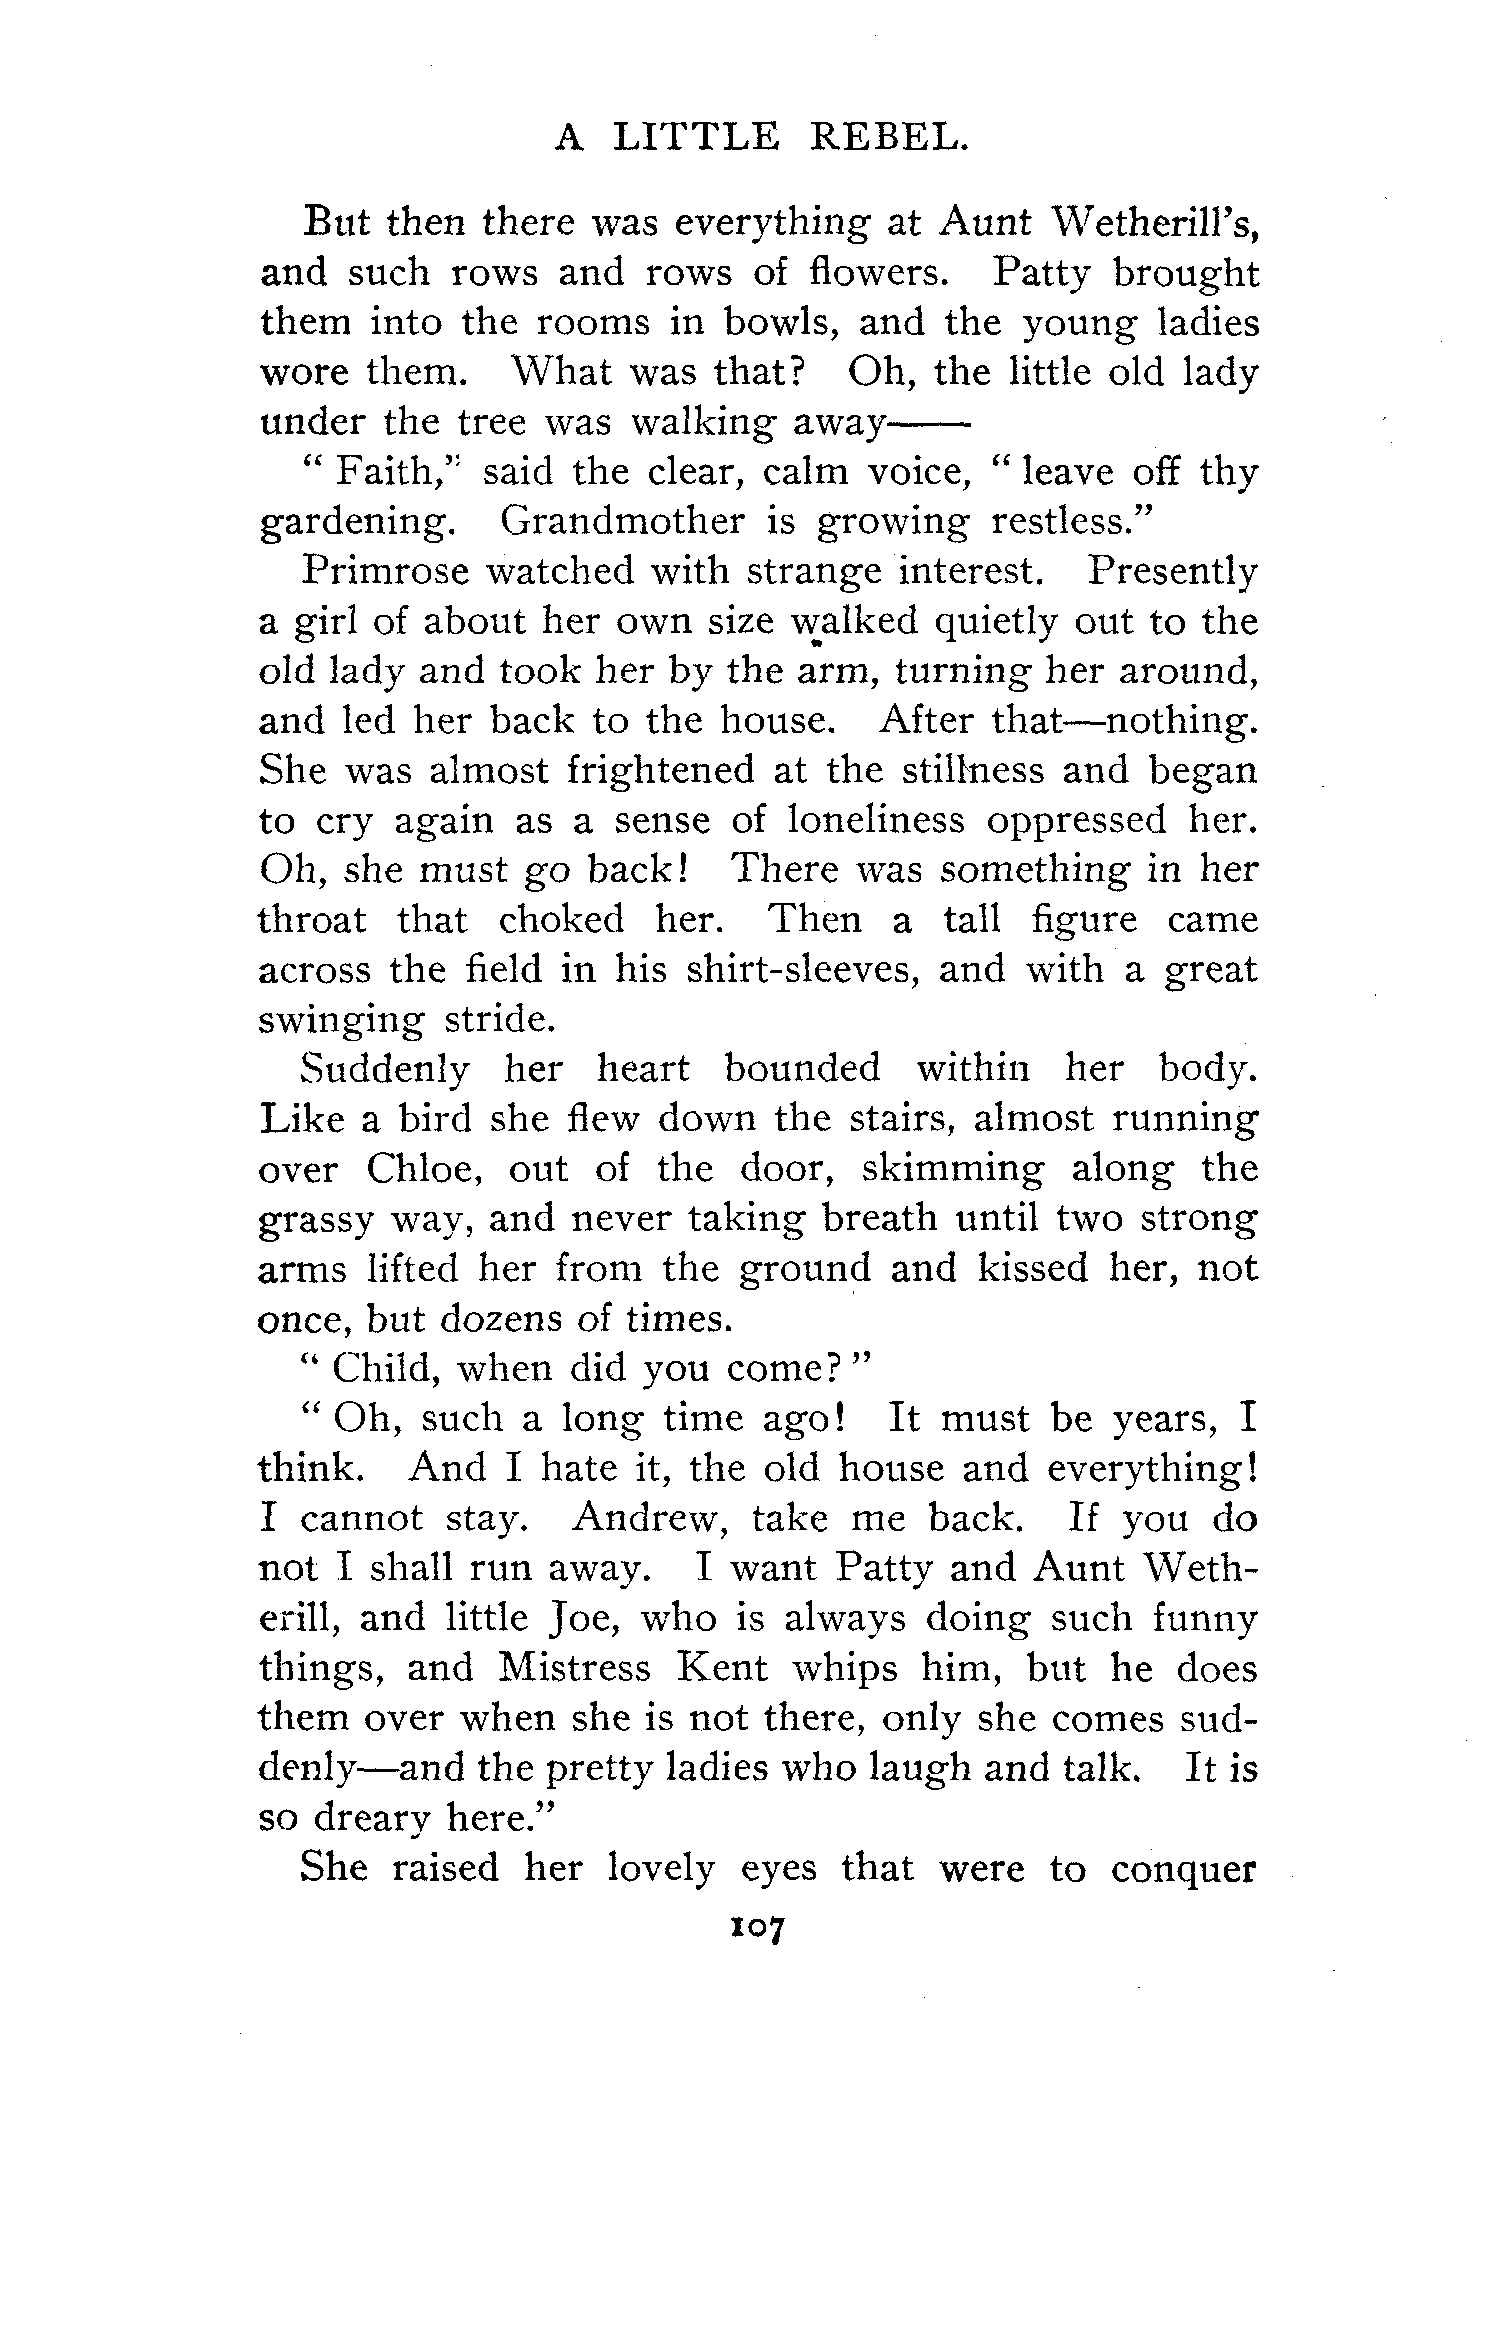 A LITTLE REBEL.
But then there was everything at Aunt Wetherill's,
and such rows and rows of flowers. Patty brought
them into the rooms in bowls, and the young ladies
wore them. What was that? Oh, the little old lady
under the tree was walking away——
" Faith," said the clear, calm voice, " leave off thy
gardening. Grandmother is growing restless."
Primrose watched with strange interest. Presently
a girl of about her own size walked quietly out to the
old lady and took her by the arm, turning her around,
and led her back to the house. After that—nothing.
She was almost frightened at the stillness and began
to cry again as a sense of loneliness oppressed her.
Oh, she must go back! There was something in her
throat that choked her. Then a tall figure came
across the field in his shirt-sleeves, and with a great
swinging stride.
Suddenly her heart bounded within her body.
Like a bird she flew down the stairs, almost running
over Chloe, out of the door, skimming along the
grassy way, and never taking breath until two strong
arms lifted her from the ground and kissed her, not
once, but dozens of times.
" Child, when did you come? "
" Oh, such a long time ago! It must be years, I
think. And I hate it, the old house and everything!
I cannot stay. Andrew, take me back. If you do
not I shall run away. I want Patty and Aunt Weth-
erill, and little Joe, who is always doing such funny
things, and Mistress Kent whips him, but he does
them over when she is not there, only she comes sud-
denly—and the pretty ladies who laugh and talk. It is
so dreary here."
She raised her lovely eyes that were to conquer
107